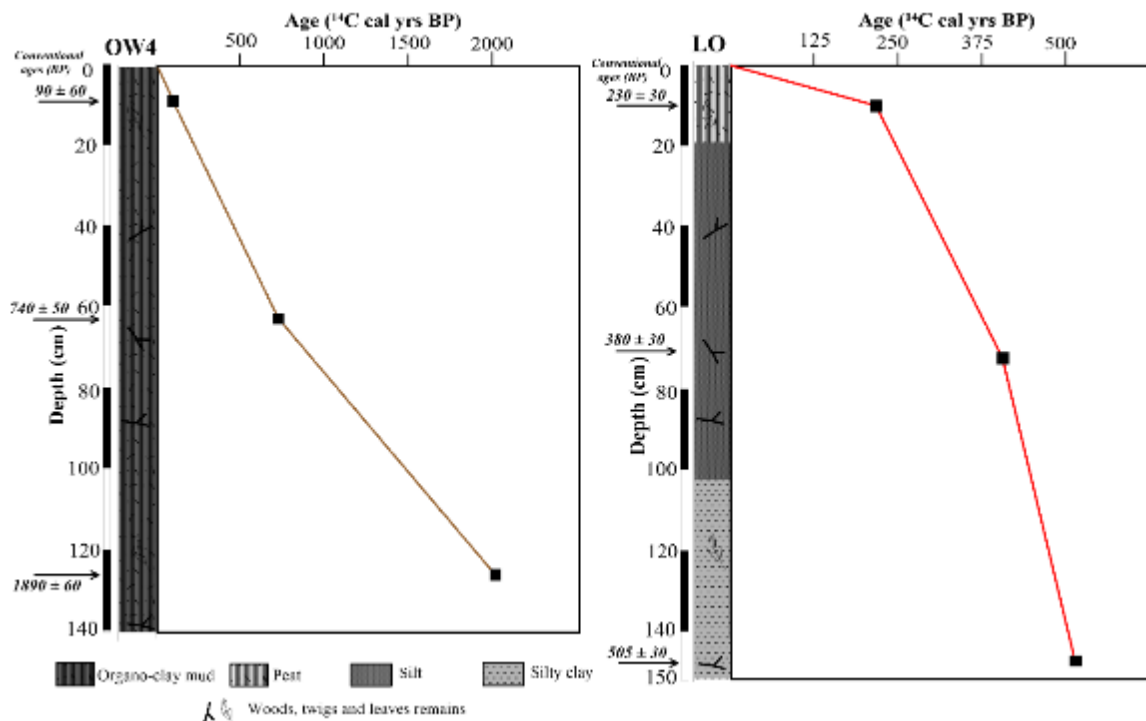 Age (¹⁴C cal yrs BP)
OW4
500 1000 1500 2000
Conventional
ages (BP)
0
90 ± 60
20
40
60
740 ± 50
80
100
120
1890 ± 60
140
Depth (cm)
Age (¹⁴C cal yrs BP)
LO
125 250 375 500
Conventional
ages (BP)
0
230 ± 30
20
40
60
380 ± 30
80
100
120
140
505 ± 30
150
Depth (cm)
Organo-clay mud Peat Silt Silty clay
Woods, twigs and leaves remains